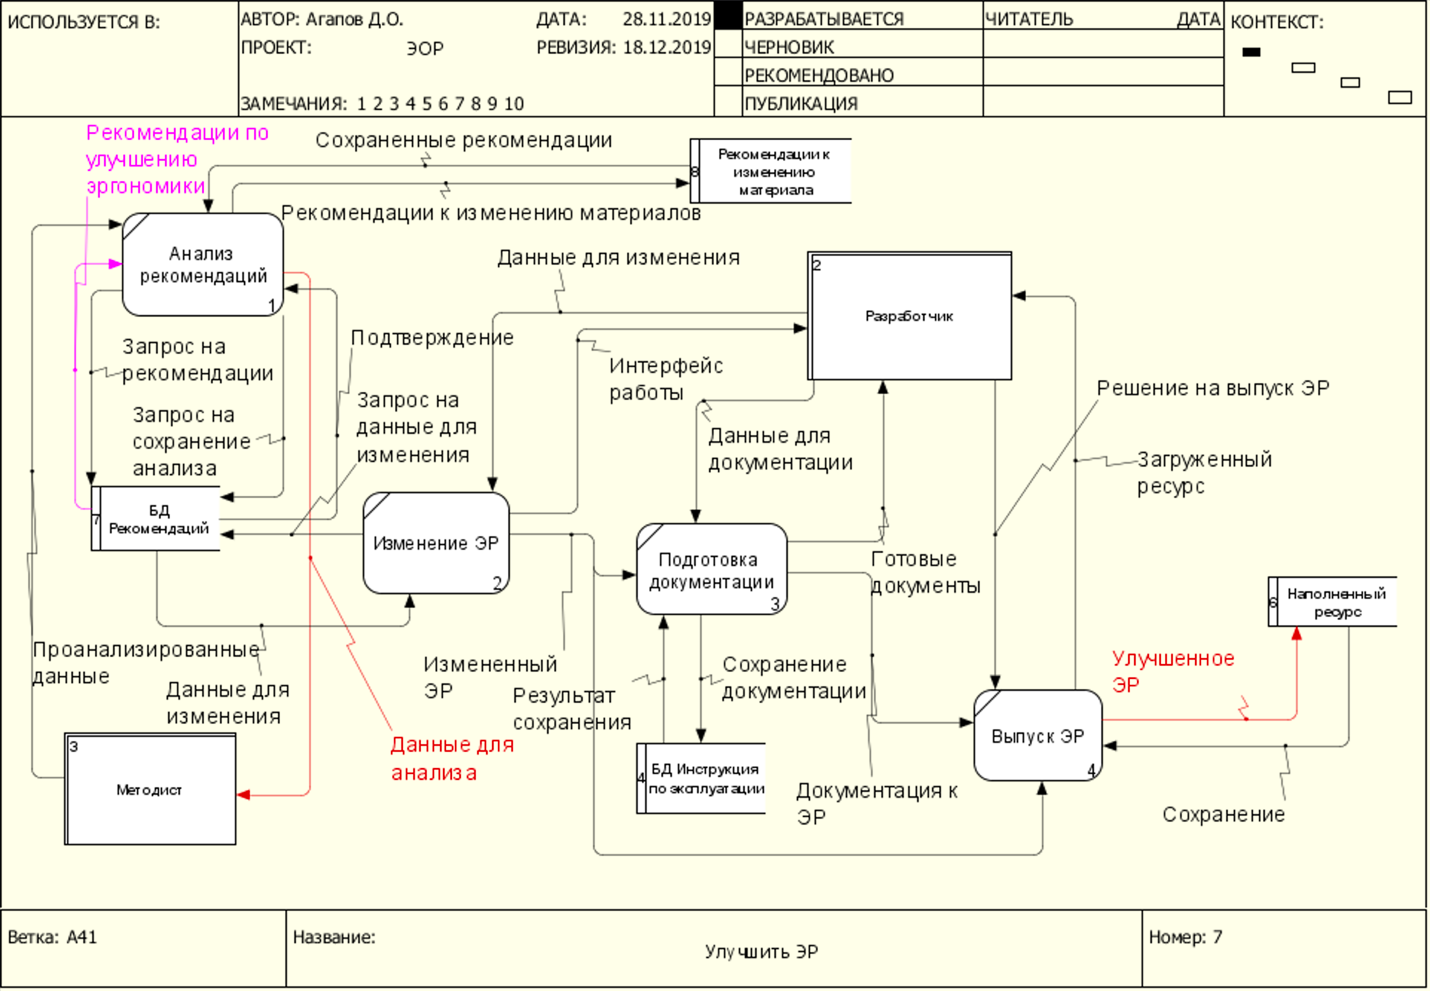 ИСПОЛЬЗУЕТСЯ В:
АВТОР: Агапов Д.О.
ДАТА: 28.11.2019
РАЗРАБАТЫВАЕТСЯ
ЧИТАТЕЛЬ
ДАТА
КОНТЕКСТ:
ПРОЕКТ: ЭОР
РЕВИЗИЯ: 18.12.2019
ЧЕРНОВИК
РЕКОМЕНДОВАНО
ЗАМЕЧАНИЯ: 1 2 3 4 5 6 7 8 9 10
ПУБЛИКАЦИЯ
Рекомендации по
улучшению
эргономики
Сохраненные рекомендации
8
Рекомендации к
изменению
материала
Рекомендации к изменению материалов
Анализ
рекомендаций
1
Данные для изменения
2
Разработчик
Подтверждение
Запрос на
рекомендации
Интерфейс
работы
Решение на выпуск ЭР
Запрос на
данные для
изменения
Запрос на
сохранение
анализа
Данные для
документации
Загруженный
ресурс
7
БД
Рекомендаций
Изменение ЭР
2
Подготовка
документации
3
Готовые
документы
6
Наполненный
ресурс
Проанализированные
данные
Данные для
изменения
Измененный
ЭР
Результат
сохранения
Сохранение
документации
Улучшенное
ЭР
3
Методист
Данные для
анализа
4
БД Инструкция
по эксплуатации
Выпуск ЭР
4
Документация к
ЭР
Сохранение
Ветка: A41
Название:
Улучшить ЭР
Номер: 7